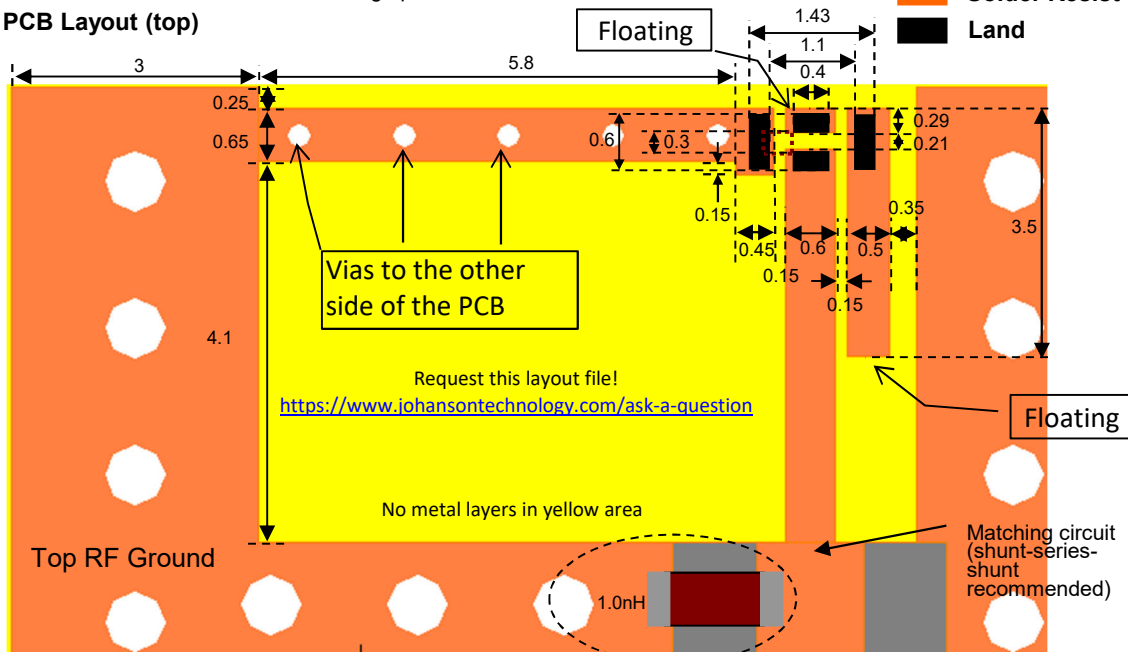 PCB Layout (top)
Land
Floating
1.43
1.1
0.4
3
5.8
0.25
0.65
0.6
0.3
0.29
0.21
0.15
0.35
3.5
0.45
0.6
0.5
0.15
0.15
Vias to the other
side of the PCB
4.1
Request this layout file!
https://www.johansontechnology.com/ask-a-question
Floating
No metal layers in yellow area
Top RF Ground
Matching circuit
(shunt-series-
shunt
recommended)
1.0nH